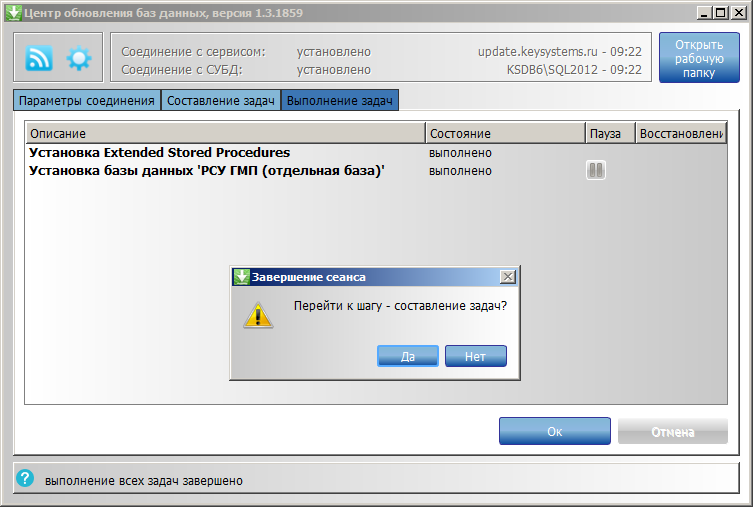 Центр обновления баз данных, версия 1.3.1859
Соединение с сервисом: установлено update.keysystems.ru - 09:22
Соединение с СУБД: установлено KSDB6\SQL2012 - 09:22
Открыть
рабочую
папку
Параметры соединения Составление задач Выполнение задач
Описание Состояние Пауза Восстановлени
Установка Extended Stored Procedures выполнено
Установка базы данных 'РСУ ГМП (отдельная база)' выполнено
Завершение сеанса
Перейти к шагу - составление задач?
Да Нет
Ок Отмена
? выполнение всех задач завершено